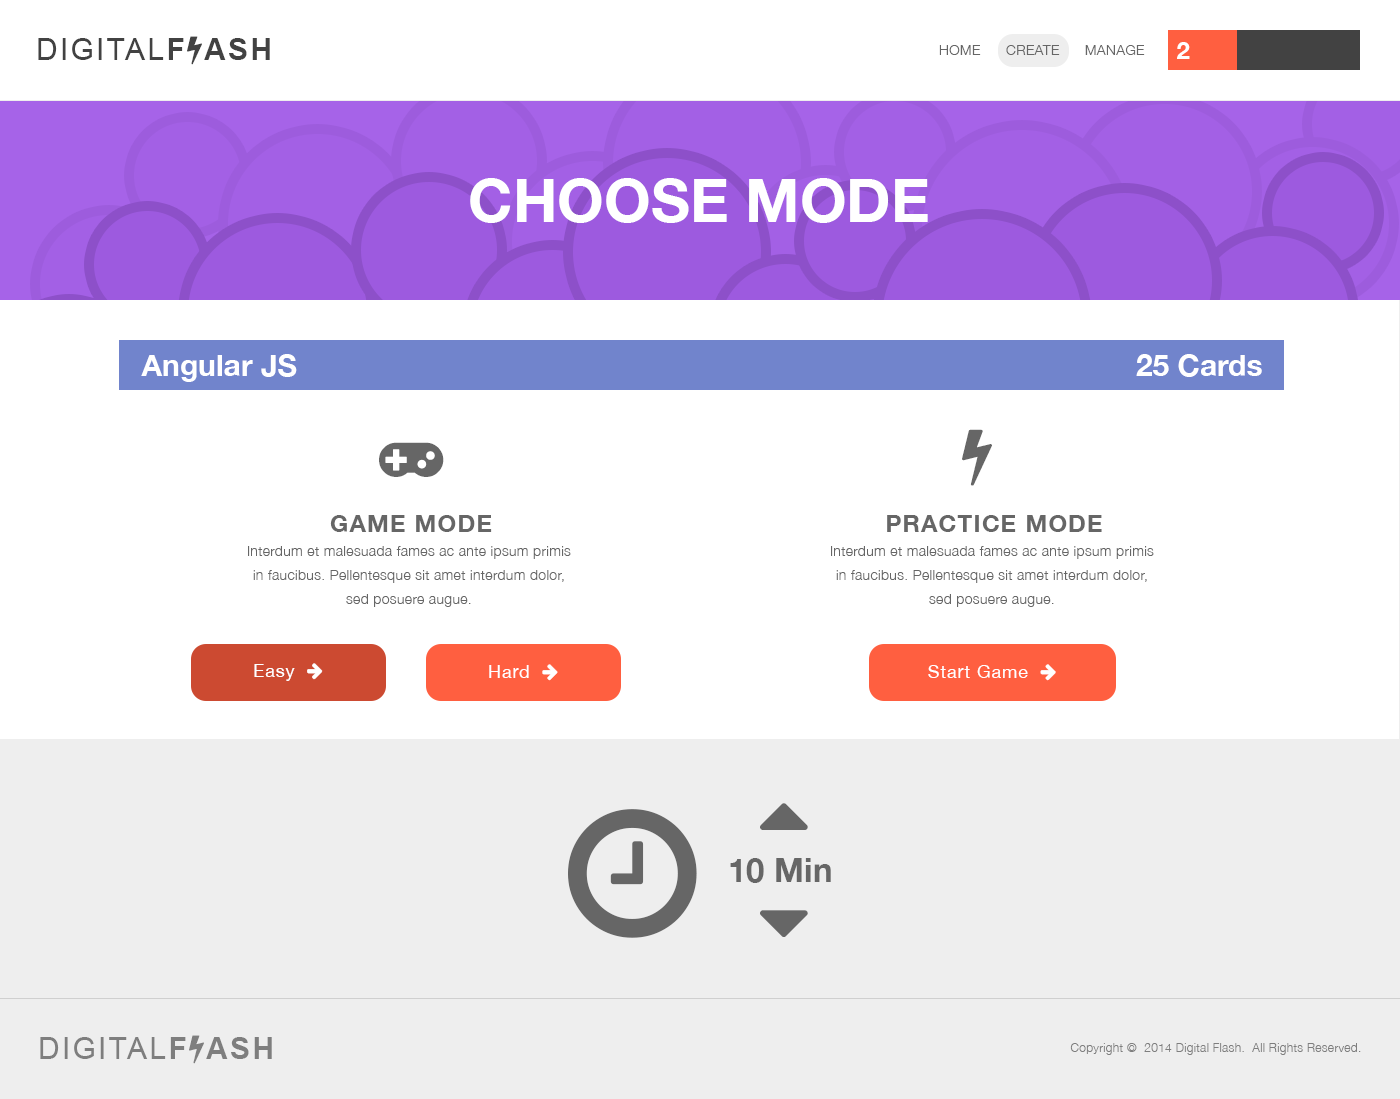 DIGITALFLASH
HOME CREATE MANAGE 2
CHOOSE MODE
Angular JS 25 Cards
GAME MODE
Interdum et malesuada fames ac ante ipsum primis
in faucibus. Pellentesque sit amet interdum dolor,
sed posuere augue.
Easy
Hard
PRACTICE MODE
Interdum et malesuada fames ac ante ipsum primis
in faucibus. Pellentesque sit amet interdum dolor,
sed posuere augue.
Start Game
10 Min
DIGITALFLASH
Copyright © 2014 Digital Flash. All Rights Reserved.